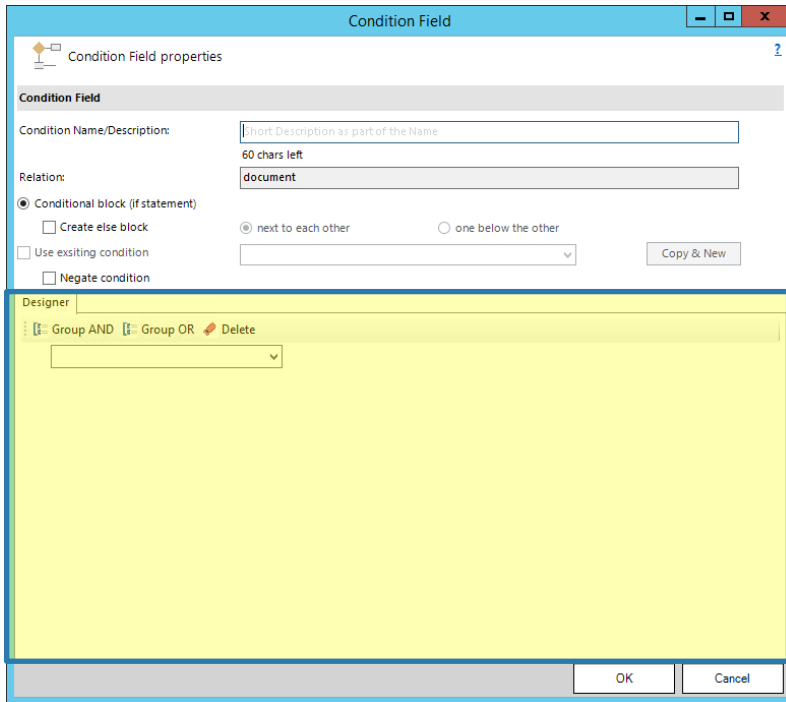 Condition Field
Condition Field properties
?
Condition Field
Condition Name/Description:
Short Description as part of the Name
60 chars left
Relation:
document
Conditional block (if statement)
Create else block
next to each other
one below the other
Use exsiting condition
Copy & New
Negate condition
Designer
Group AND Group OR Delete
OK
Cancel